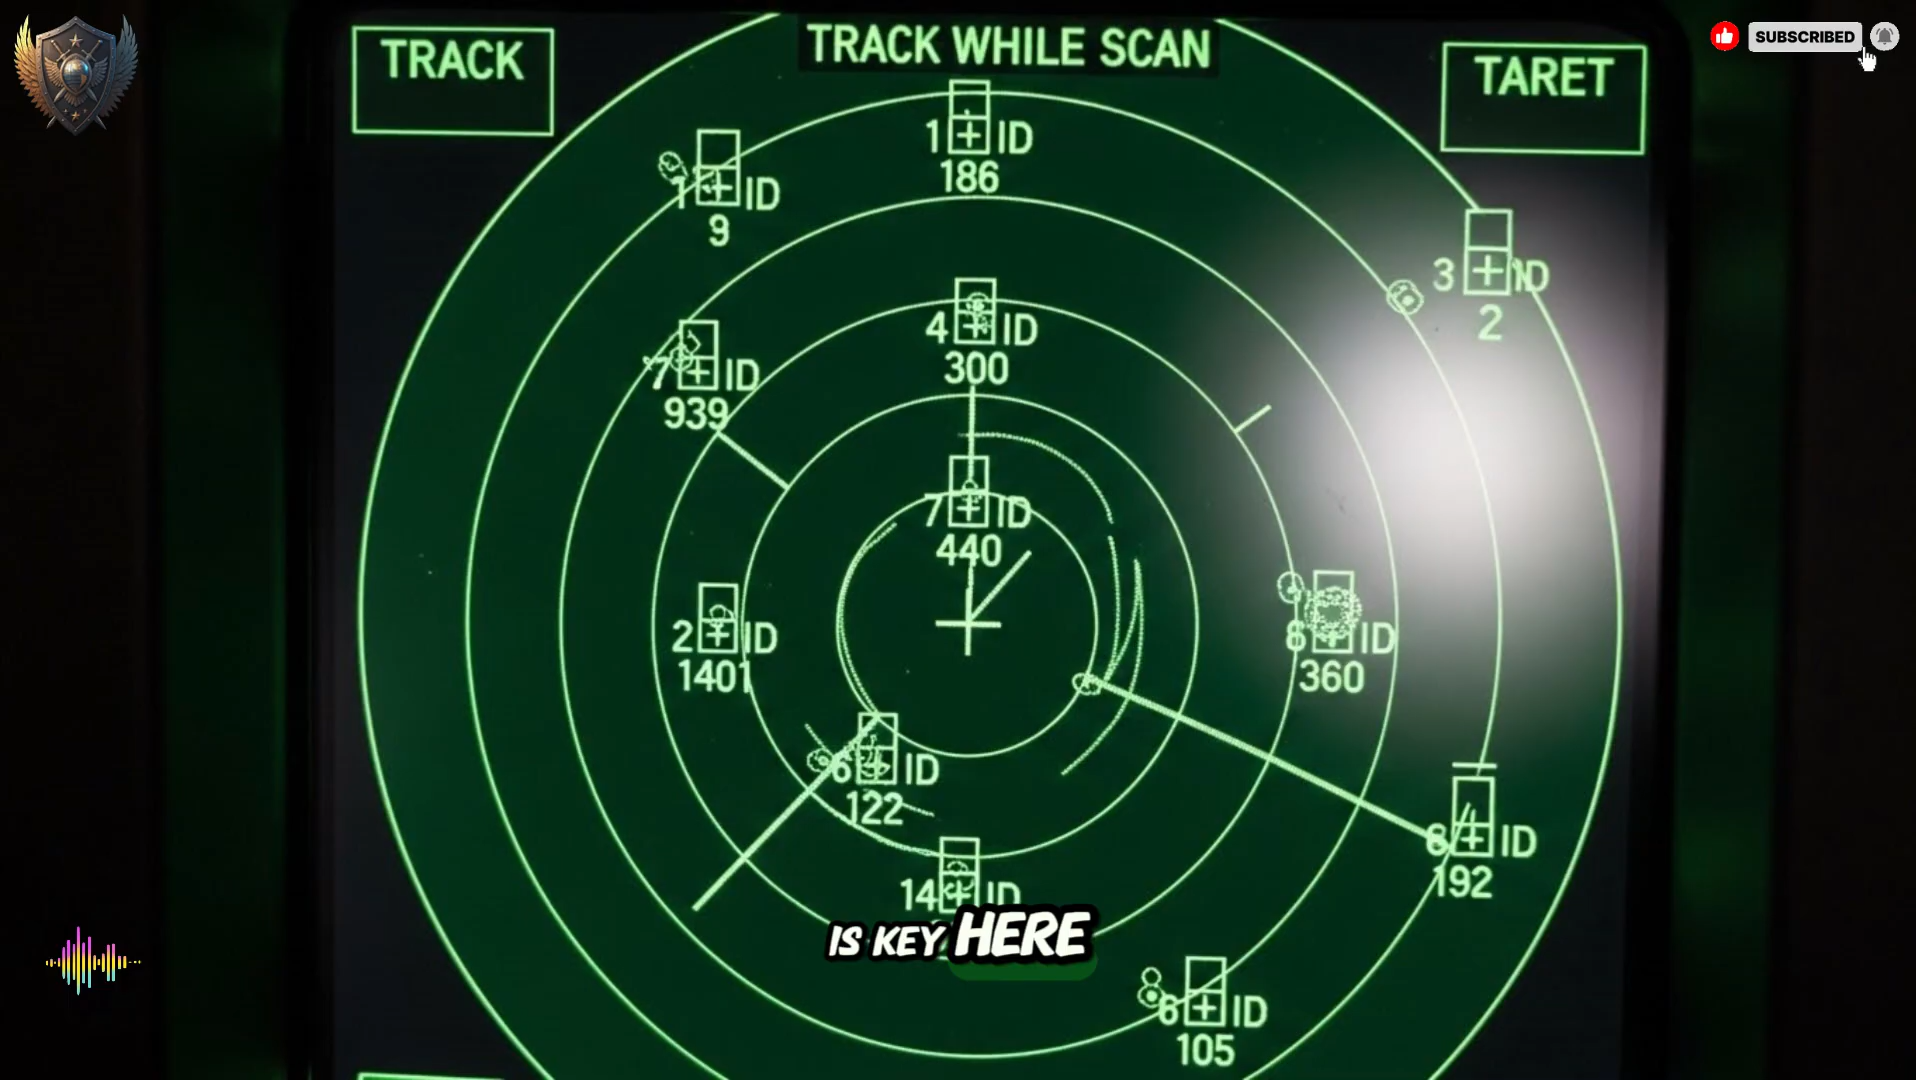 TRACK
TRACK WHILE SCAN
TARET
SUBSCRIBED
1 ID
186
1 ID
9
3 ID
2
4 ID
300
7 ID
939
7 ID
440
2 ID
1401
8 ID
360
6 ID
122
8 ID
192
14 ID
IS KEY HERE
6 ID
105